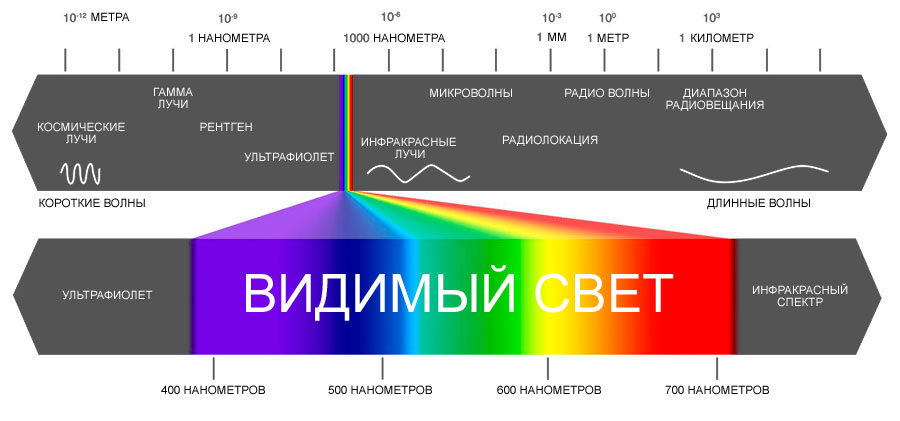 10⁻¹² МЕТРА
10⁻⁹
10⁻⁶
10⁻³
10⁰
10³
1 НАНОМЕТРА
1000 НАНОМЕТРА
1 ММ
1 МЕТР
1 КИЛОМЕТР
ГАММА
ЛУЧИ
МИКРОВОЛНЫ
РАДИО ВОЛНЫ
ДИАПАЗОН
РАДИОВЕЩАНИЯ
КОСМИЧЕСКИЕ
ЛУЧИ
РЕНТГЕН
УЛЬТРАФИОЛЕТ
ИНФРАКРАСНЫЕ
ЛУЧИ
РАДИОЛОКАЦИЯ
КОРОТКИЕ ВОЛНЫ
ДЛИННЫЕ ВОЛНЫ
УЛЬТРАФИОЛЕТ
ВИДИМЫЙ СВЕТ
ИНФРАКРАСНЫЙ
СПЕКТР
400 НАНОМЕТРОВ
500 НАНОМЕТРОВ
600 НАНОМЕТРОВ
700 НАНОМЕТРОВ